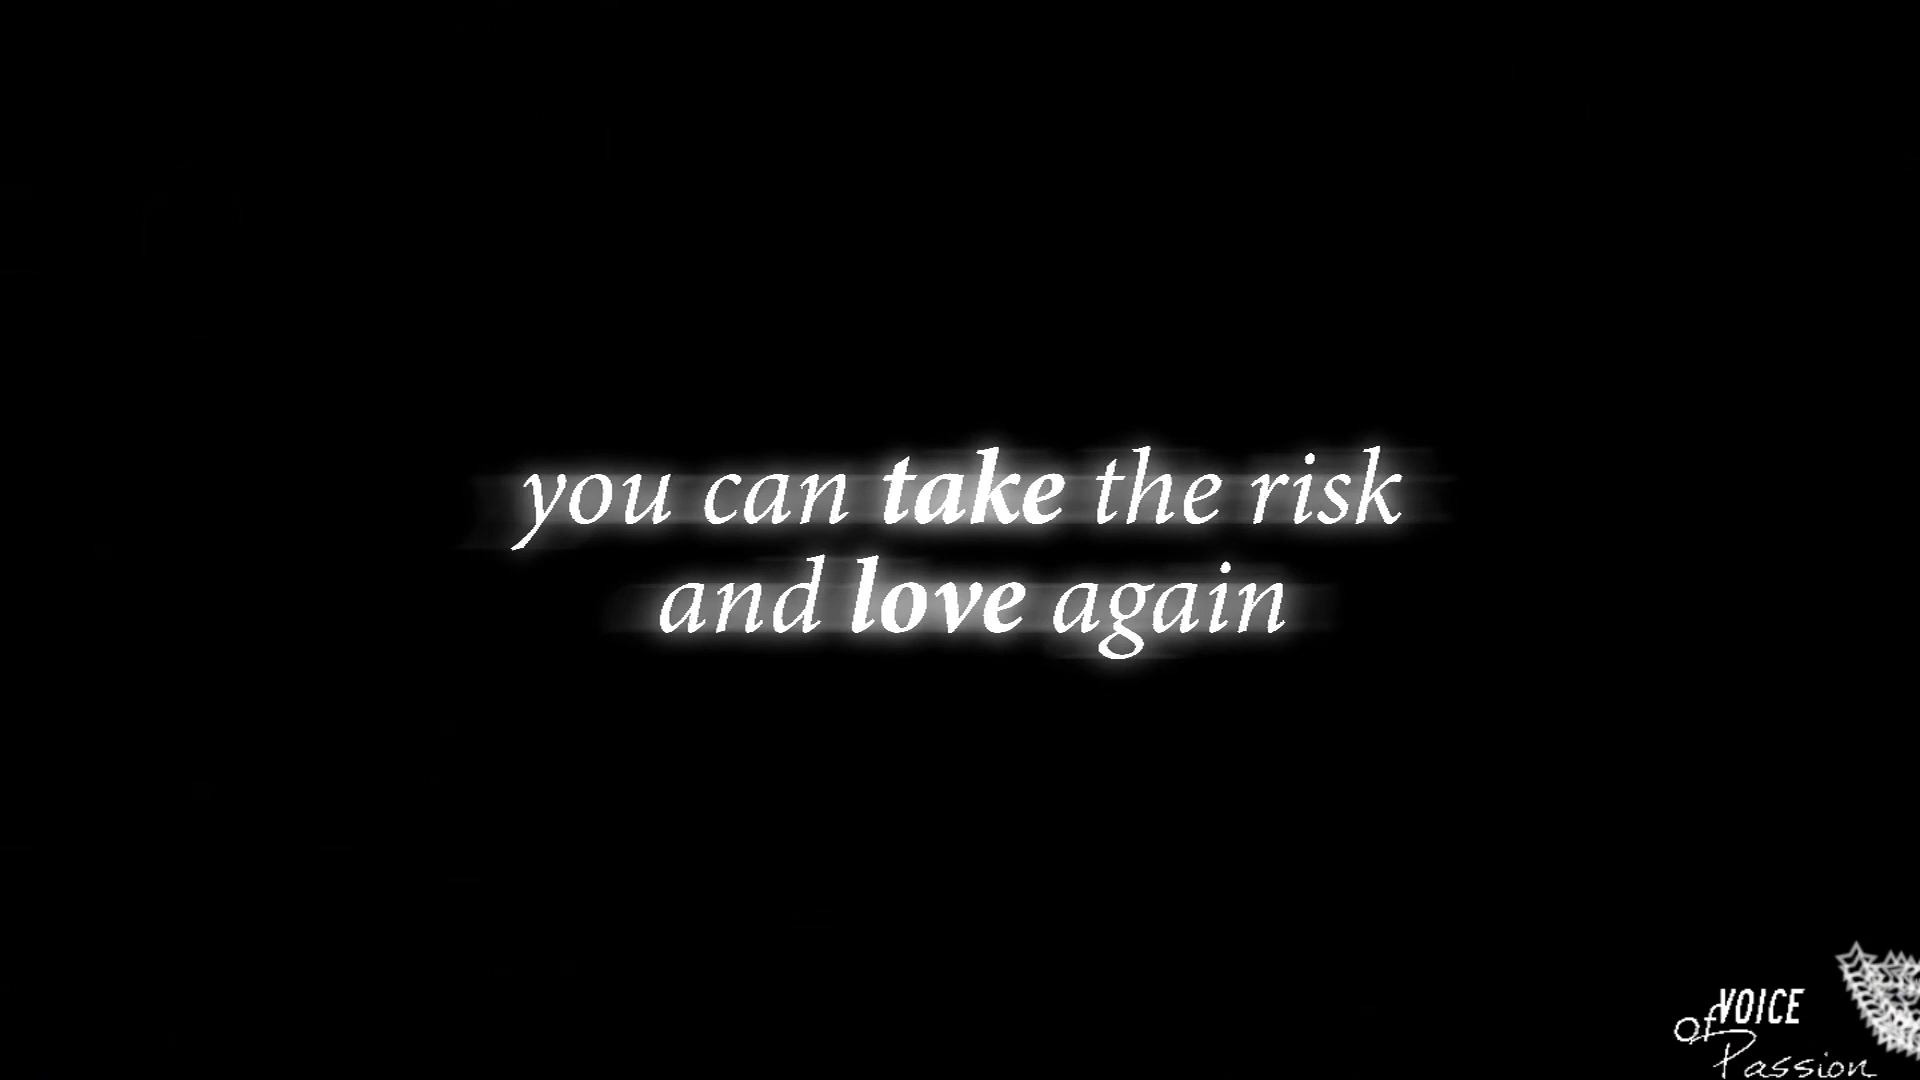 you can take the risk
and love again
VOICE
of
Passion